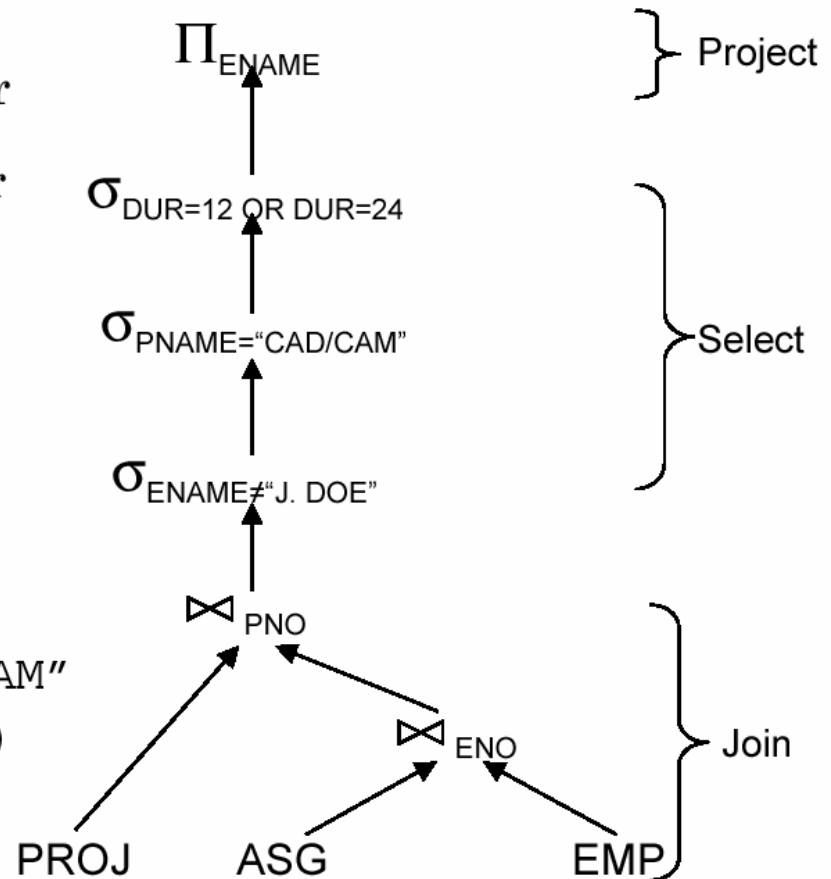 Π ENAME
Project
r
r
σ DUR=12 OR DUR=24
σ PNAME=“CAD/CAM”
Select
σ ENAME≠“J. DOE”
⋈ PNO
AM"
)
⋈ ENO
Join
PROJ ASG EMP